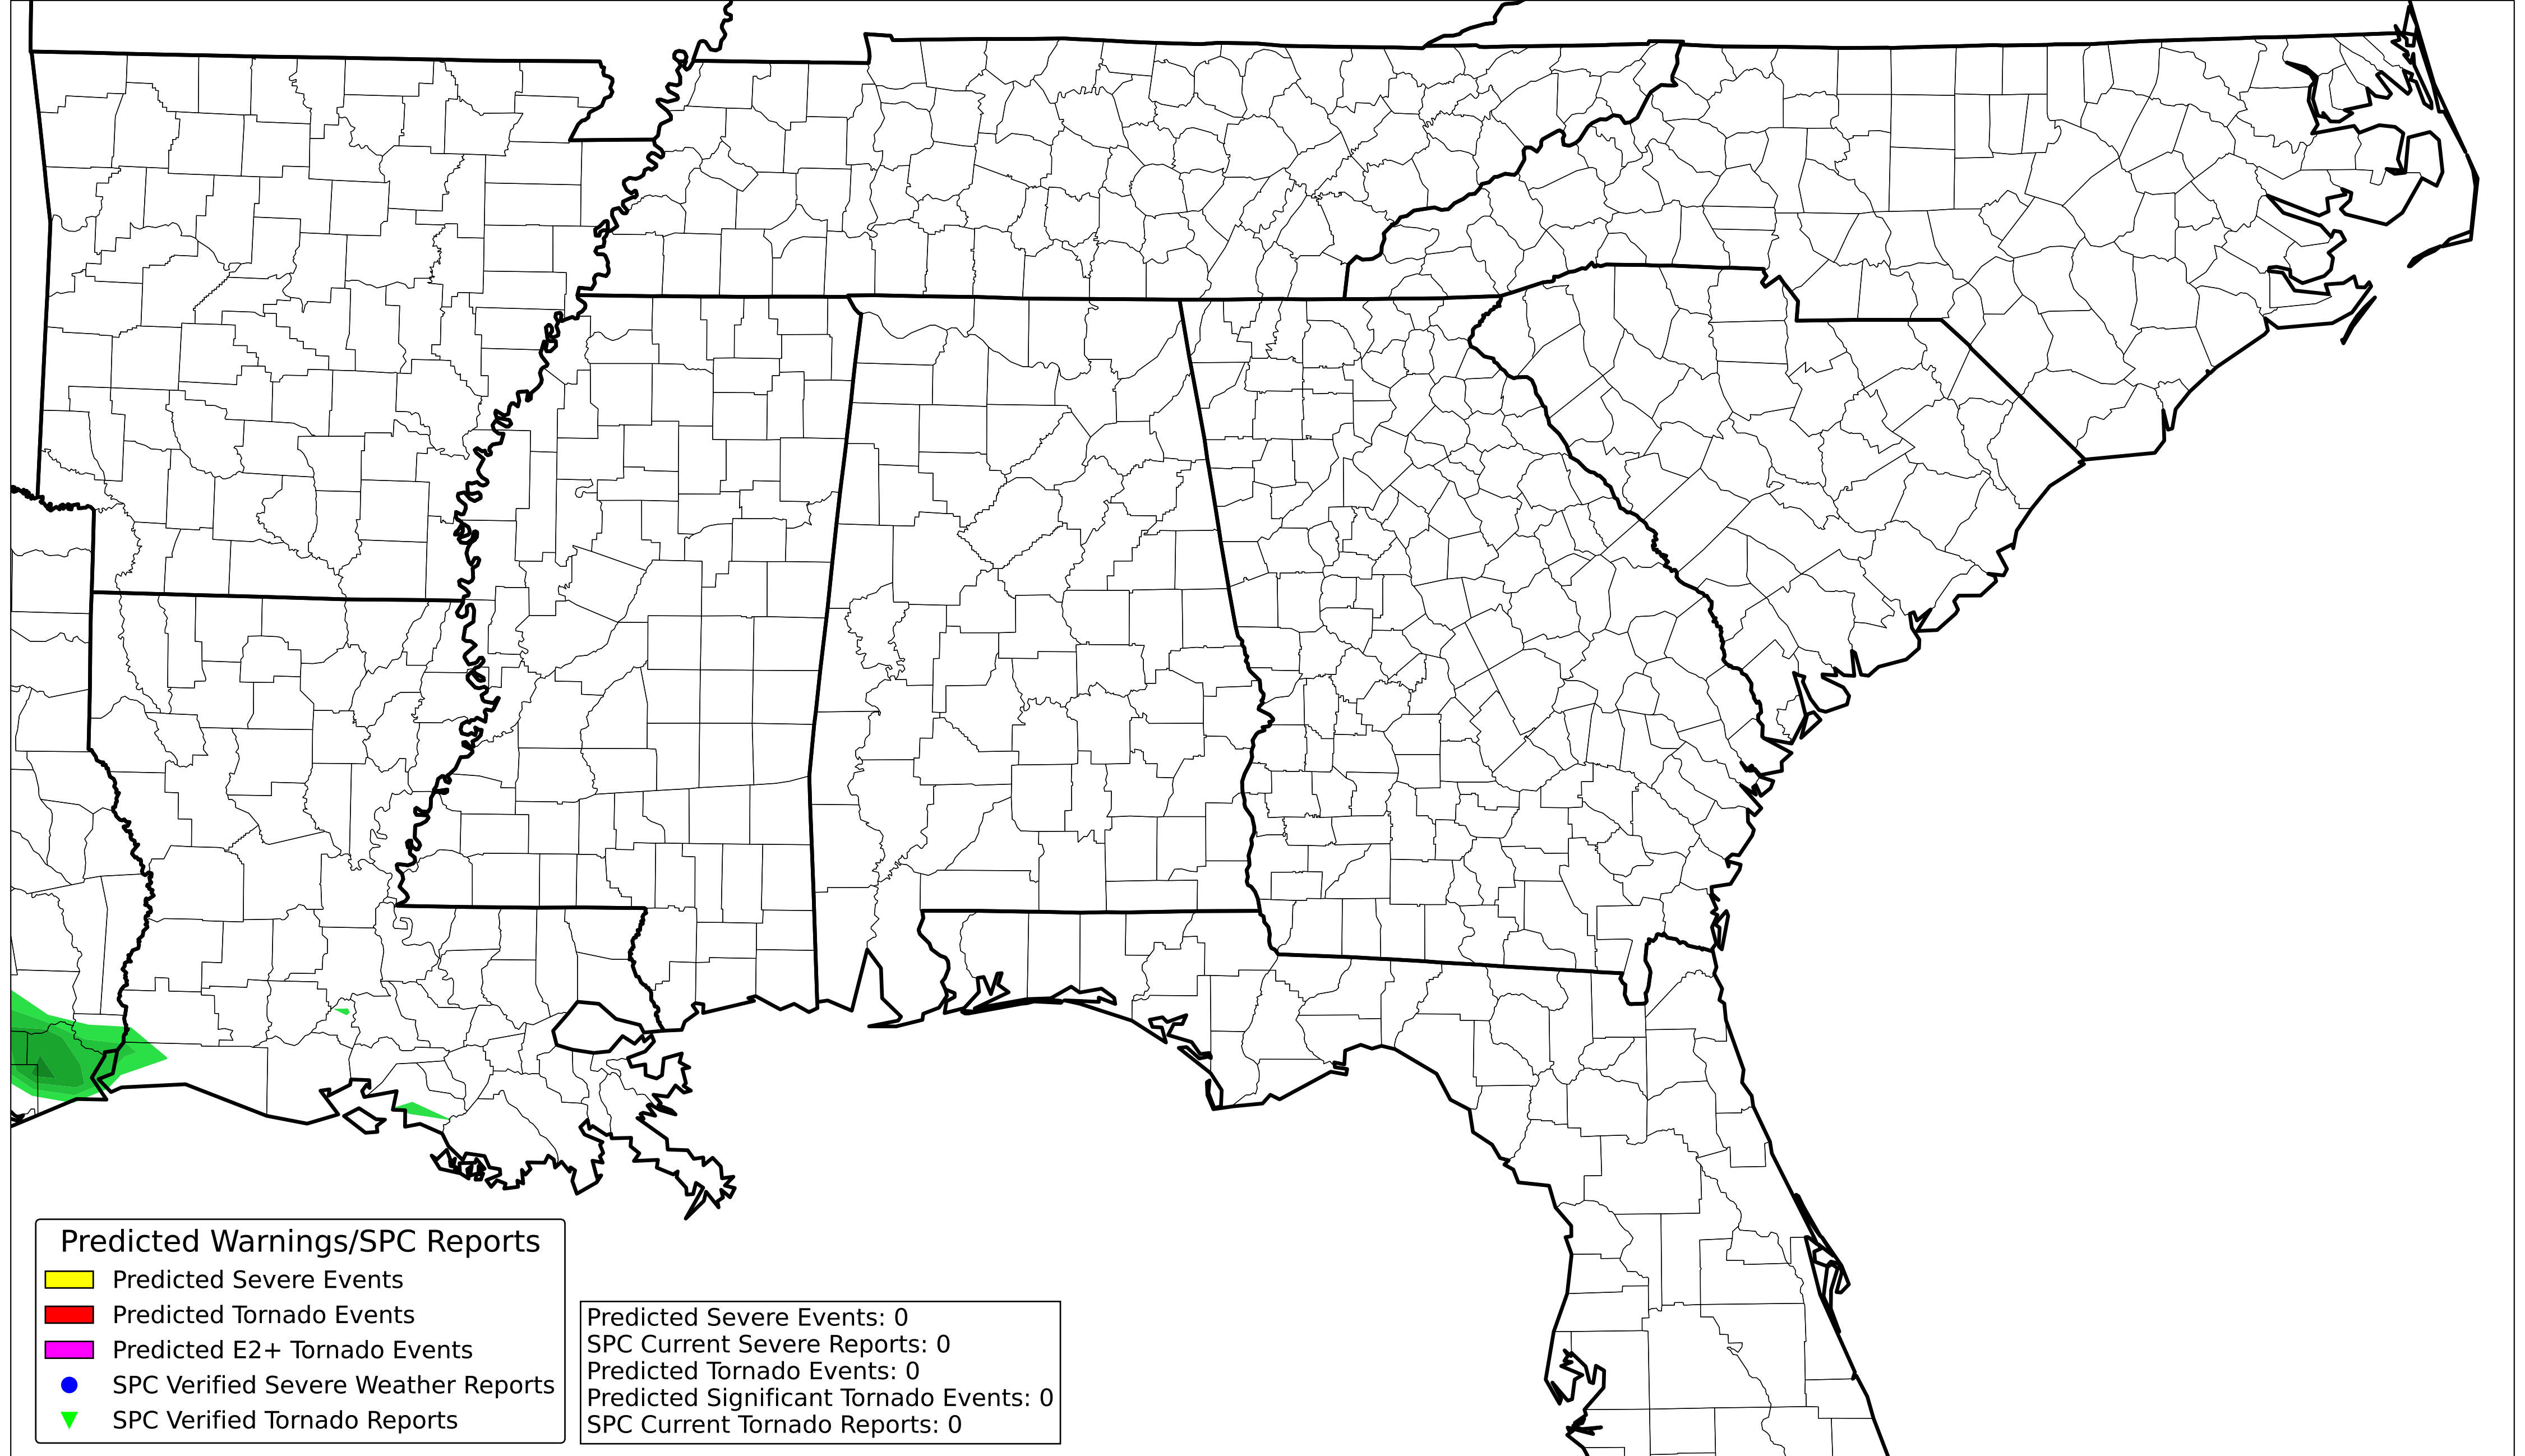 Predicted Warnings/SPC Reports
Predicted Severe Events
Predicted Tornado Events
Predicted E2+ Tornado Events
SPC Verified Severe Weather Reports
SPC Verified Tornado Reports
Predicted Severe Events: 0
SPC Current Severe Reports: 0
Predicted Tornado Events: 0
Predicted Significant Tornado Events: 0
SPC Current Tornado Reports: 0